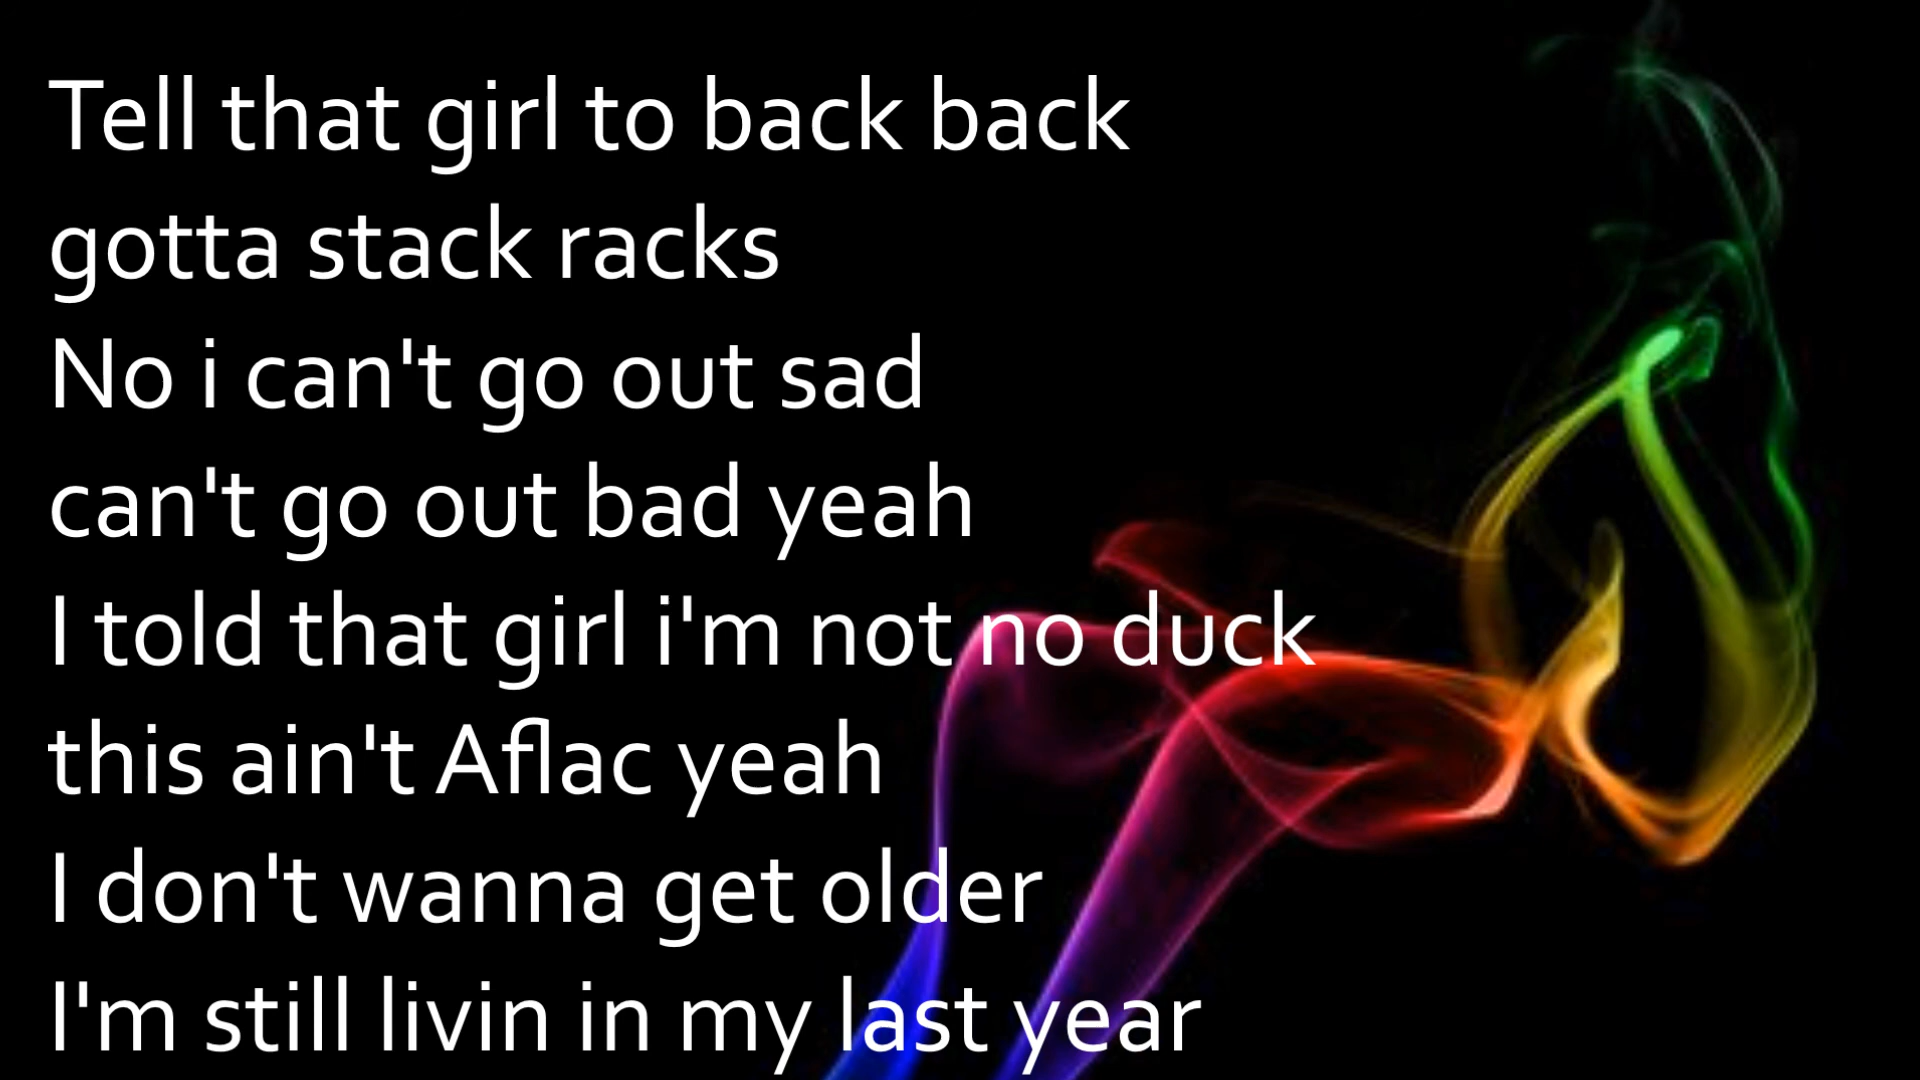 Tell that girl to back back
gotta stack racks
No i can't go out sad
can't go out bad yeah
I told that girl i'm not no duck
this ain't Aflac yeah
I don't wanna get older
I'm still livin in my last year